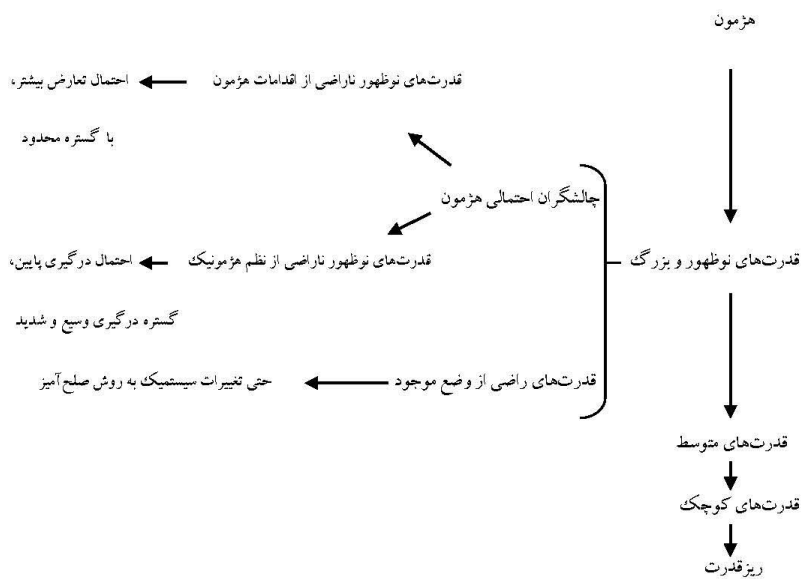 هژمون
قدرت‌های نوظهور ناراضی از اقدامات هژمون
احتمال تعارض بیشتر،
با گستره محدود
چالشگران احتمالی هژمون
قدرت‌های نوظهور و بزرگ
قدرت‌های نوظهور ناراضی از نظم هژمونیک
احتمال درگیری پایین،
گستره درگیری وسیع و شدید
قدرت‌های راضی از وضع موجود
حتی تغییرات سیستمیک به روش صلح‌آمیز
قدرت‌های متوسط
قدرت‌های کوچک
ریزقدرت